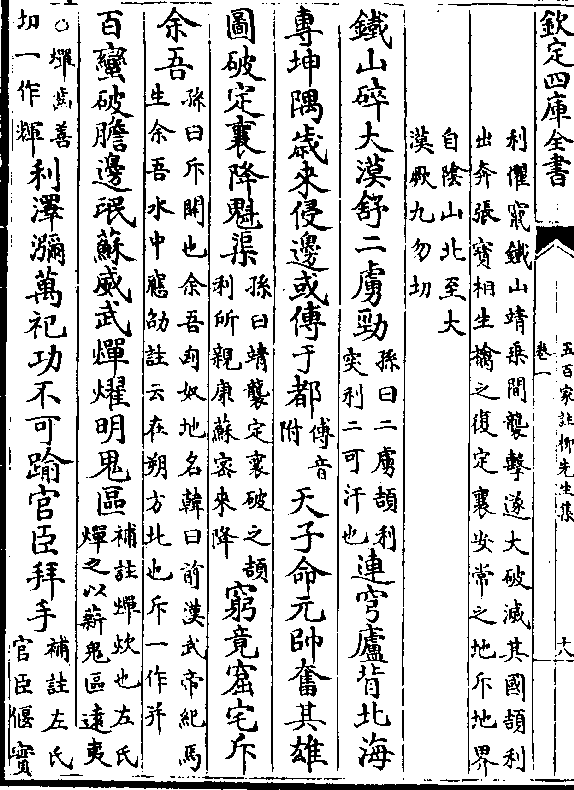 欽定四庫全書
五百家註柳先生集
卷一
十八
利懼竄鐵山靖乘間襲擊遂大破滅其國頡利
出奔張寶相生擒之復定襄安常之地斥地界
自陰山北至大
漠厥九勿切
鐵山碎大漠舒二虜勁
孫曰二虜頡利
突利二可汗也
連穹廬背北海
專坤隅歲來侵邊或傅于都
傅音
附
天子命元帥奮其雄
圖破定襄降魁渠
孫曰靖襲定襄破之頡
利所親康蘇密來降
窮竟窟宅斥
余吾
孫曰斥開也余吾匈奴地名韓曰前漢武帝紀馬
生余吾水中應劭註云在朔方北也斥一作并
百蠻破膽邊氓蘇威武燀燿明鬼區
補註燀炊也左氏
燀之以薪鬼區遠夷
○燀齒善
切一作輝
利澤瀰萬祀功不可踰官臣拜手
補註左氏
官臣偃實